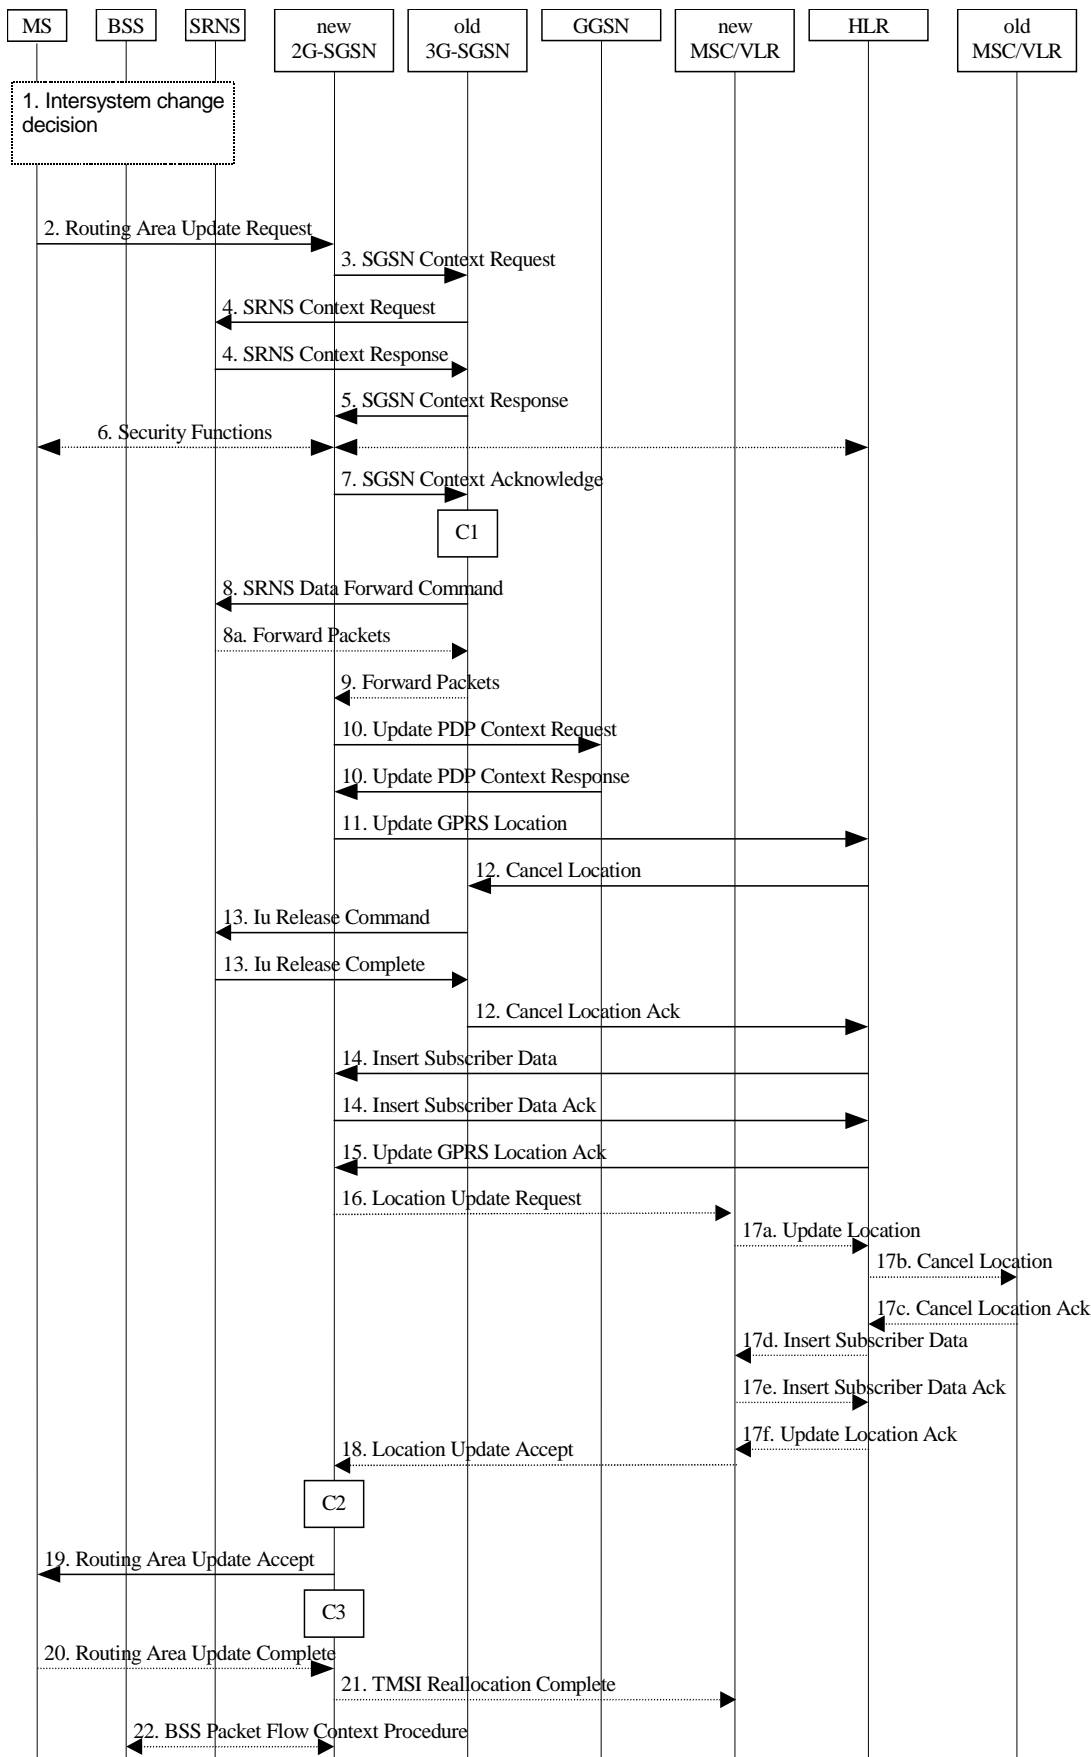 MS
BSS
SRNS
new
2G-SGSN
old
3G-SGSN
GGSN
new
MSC/VLR
HLR
old
MSC/VLR
1. Intersystem change
decision
2. Routing Area Update Request
3. SGSN Context Request
4. SRNS Context Request
4. SRNS Context Response
5. SGSN Context Response
6. Security Functions
7. SGSN Context Acknowledge
C1
8. SRNS Data Forward Command
8a. Forward Packets
9. Forward Packets
10. Update PDP Context Request
10. Update PDP Context Response
11. Update GPRS Location
12. Cancel Location
13. Iu Release Command
13. Iu Release Complete
12. Cancel Location Ack
14. Insert Subscriber Data
14. Insert Subscriber Data Ack
15. Update GPRS Location Ack
16. Location Update Request
17a. Update Location
17b. Cancel Location
17c. Cancel Location Ack
17d. Insert Subscriber Data
17e. Insert Subscriber Data Ack
17f. Update Location Ack
18. Location Update Accept
C2
19. Routing Area Update Accept
C3
20. Routing Area Update Complete
21. TMSI Reallocation Complete
22. BSS Packet Flow Context Procedure